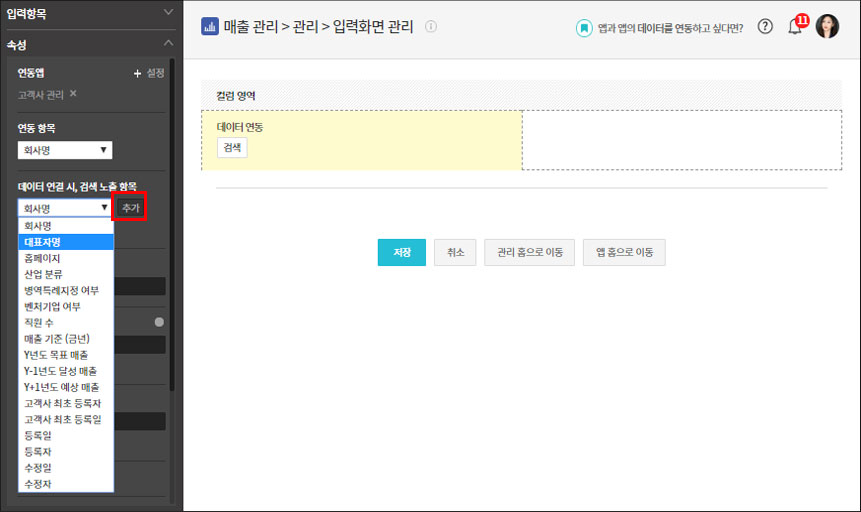 입력항목
속성
연동앱
+ 설정
고객사 관리 ×
연동 항목
회사명 ▼
데이터 연결 시, 검색 노출 항목
회사명 ▼
추가
회사명
대표자명
홈페이지
산업 분류
병역특례지정 여부
벤처기업 여부
직원 수
매출 기준 (금년)
Y년도 목표 매출
Y-1년도 달성 매출
Y+1년도 예상 매출
고객사 최초 등록자
고객사 최초 등록일
등록일
등록자
수정일
수정자
매출 관리 > 관리 > 입력화면 관리
앱과 앱의 데이터를 연동하고 싶다면?
?
11
컬럼 영역
데이터 연동
검색
저장
취소
관리 홈으로 이동
앱 홈으로 이동